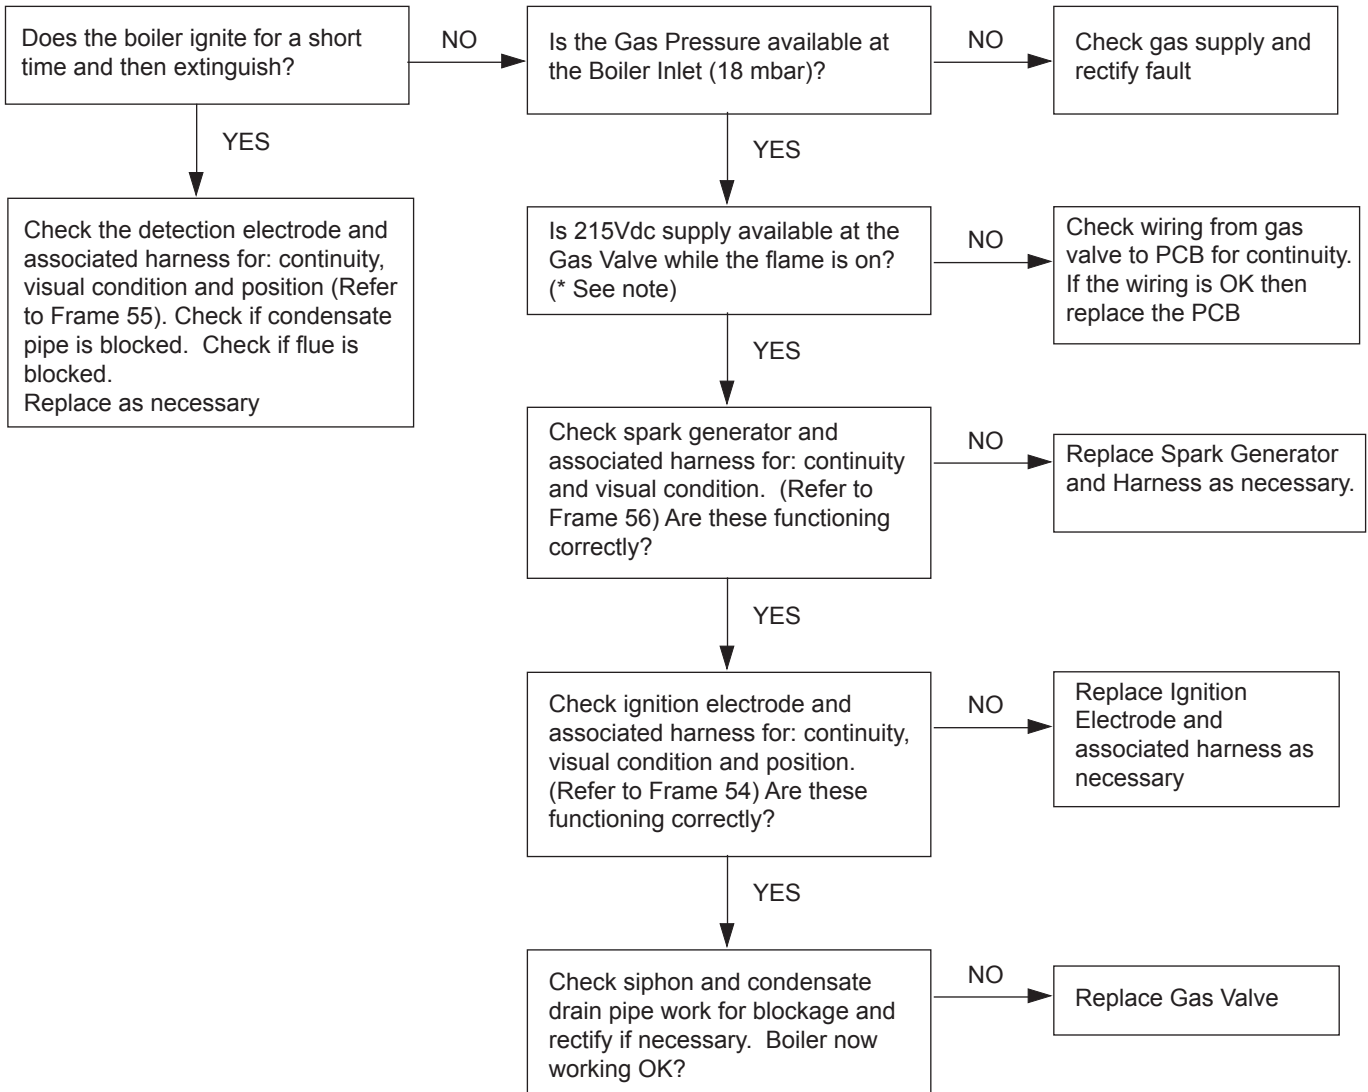 Does the boiler ignite for a short
time and then extinguish?
NO
Is the Gas Pressure available at
the Boiler Inlet (18 mbar)?
NO
Check gas supply and
rectify fault
YES
YES
Check the detection electrode and
associated harness for: continuity,
visual condition and position (Refer
to Frame 55). Check if condensate
pipe is blocked. Check if flue is
blocked.
Replace as necessary
Is 215Vdc supply available at the
Gas Valve while the flame is on?
(* See note)
NO
Check wiring from gas
valve to PCB for continuity.
If the wiring is OK then
replace the PCB
YES
Check spark generator and
associated harness for: continuity
and visual condition. (Refer to
Frame 56) Are these functioning
correctly?
NO
Replace Spark Generator
and Harness as necessary.
YES
Check ignition electrode and
associated harness for: continuity,
visual condition and position.
(Refer to Frame 54) Are these
functioning correctly?
NO
Replace Ignition
Electrode and
associated harness as
necessary
YES
Check siphon and condensate
drain pipe work for blockage and
rectify if necessary. Boiler now
working OK?
NO
Replace Gas Valve